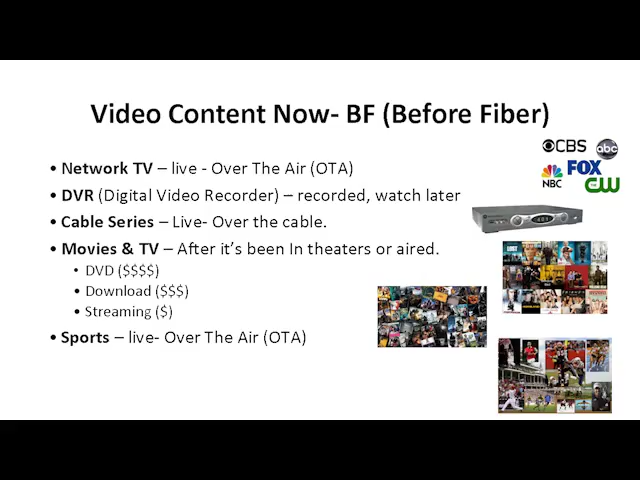 Video Content Now- BF (Before Fiber)
• Network TV – live - Over The Air (OTA)
• DVR (Digital Video Recorder) – recorded, watch later
• Cable Series – Live- Over the cable.
• Movies & TV – After it’s been In theaters or aired.
• DVD ($$$$)
• Download ($$$)
• Streaming ($)
• Sports – live- Over The Air (OTA)
CBS abc
NBC FOX CW